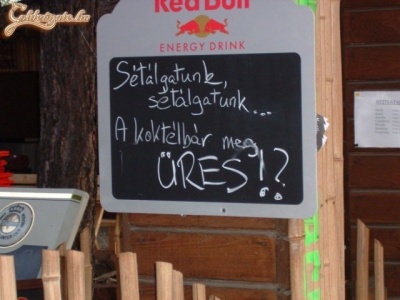 Red Bull
ENERGY DRINK
Sétálgatunk,
sétálgatunk...
A koktélbár meg
ÜRES!?